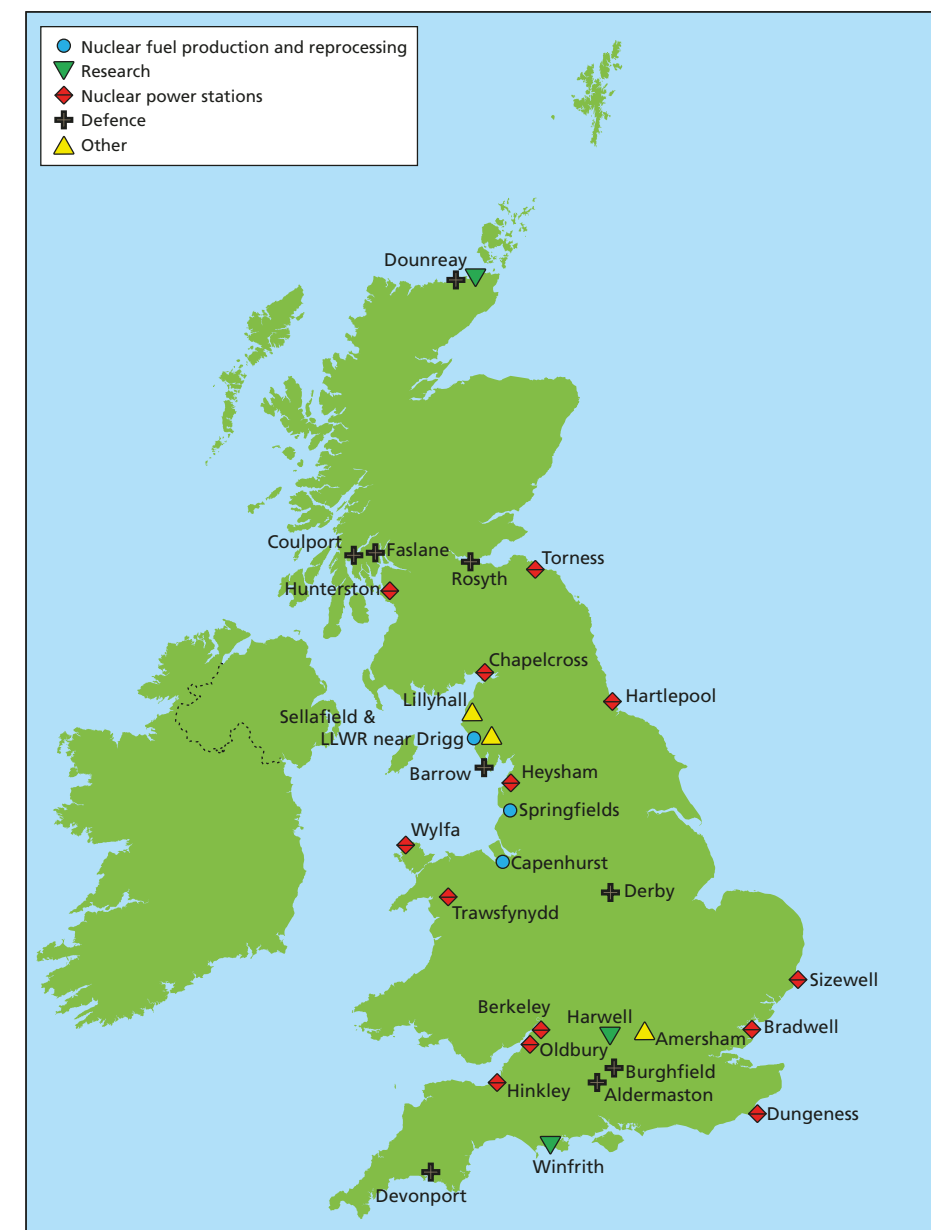 Nuclear fuel production and reprocessing
Research
Nuclear power stations
Defence
Other
Dounreay
Coulport
Faslane
Rosyth
Torness
Hunterston
Chapelcross
Lillyhall
Hartlepool
Sellafield &
LLWR near Drigg
Barrow
Heysham
Springfields
Wylfa
Capenhurst
Derby
Trawsfynydd
Sizewell
Berkeley
Harwell
Bradwell
Amersham
Oldbury
Burghfield
Hinkley
Aldermaston
Dungeness
Winfrith
Devonport